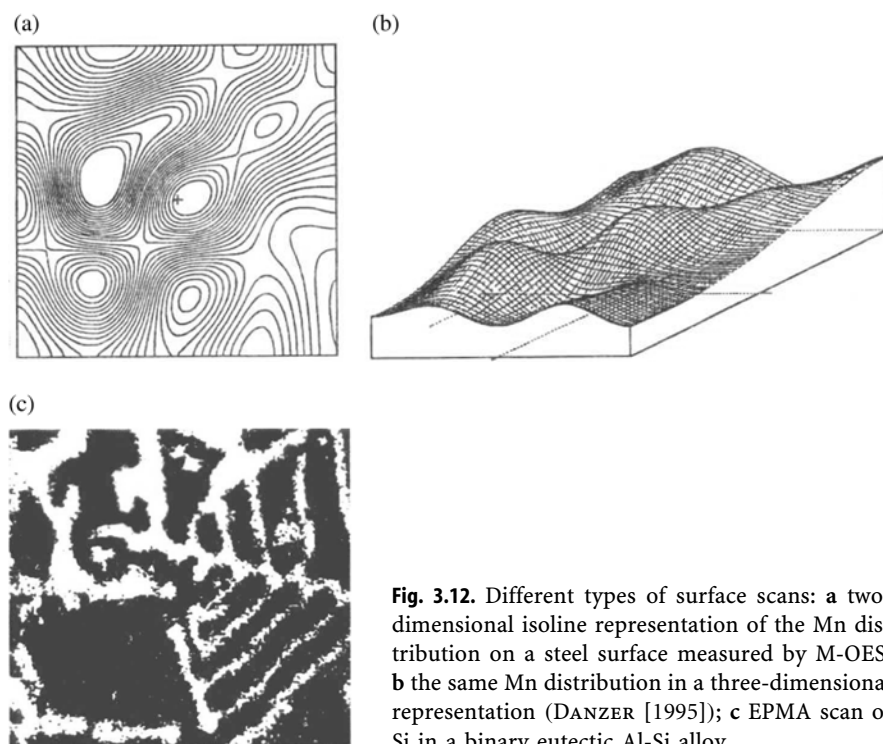 (a)
(b)
(c)
Fig. 3.12. Different types of surface scans: a two
dimensional isoline representation of the Mn dis
tribution on a steel surface measured by M-OES
b the same Mn distribution in a three-dimensiona
representation (DANZER [1995]); c EPMA scan o
Si in a binary eutectic Al-Si alloy